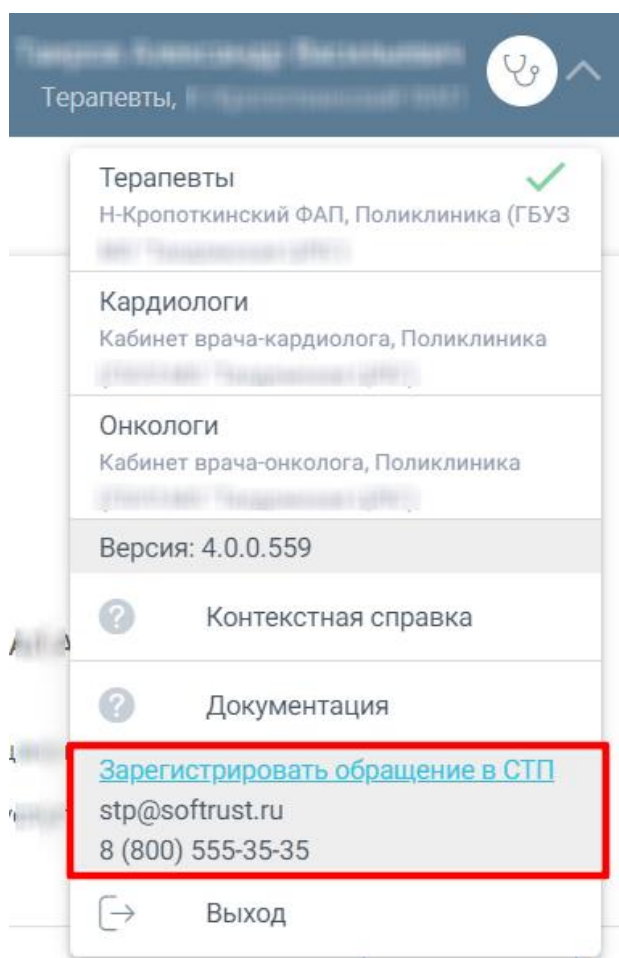 Терапевты,
Терапевты
Н-Кропоткинский ФАП, Поликлиника (ГБУЗ
Кардиологи
Кабинет врача-кардиолога, Поликлиника
Онкологи
Кабинет врача-онколога, Поликлиника
Версия: 4.0.0.559
Контекстная справка
Документация
Зарегистрировать обращение в СТП
stp@softrust.ru
8 (800) 555-35-35
Выход